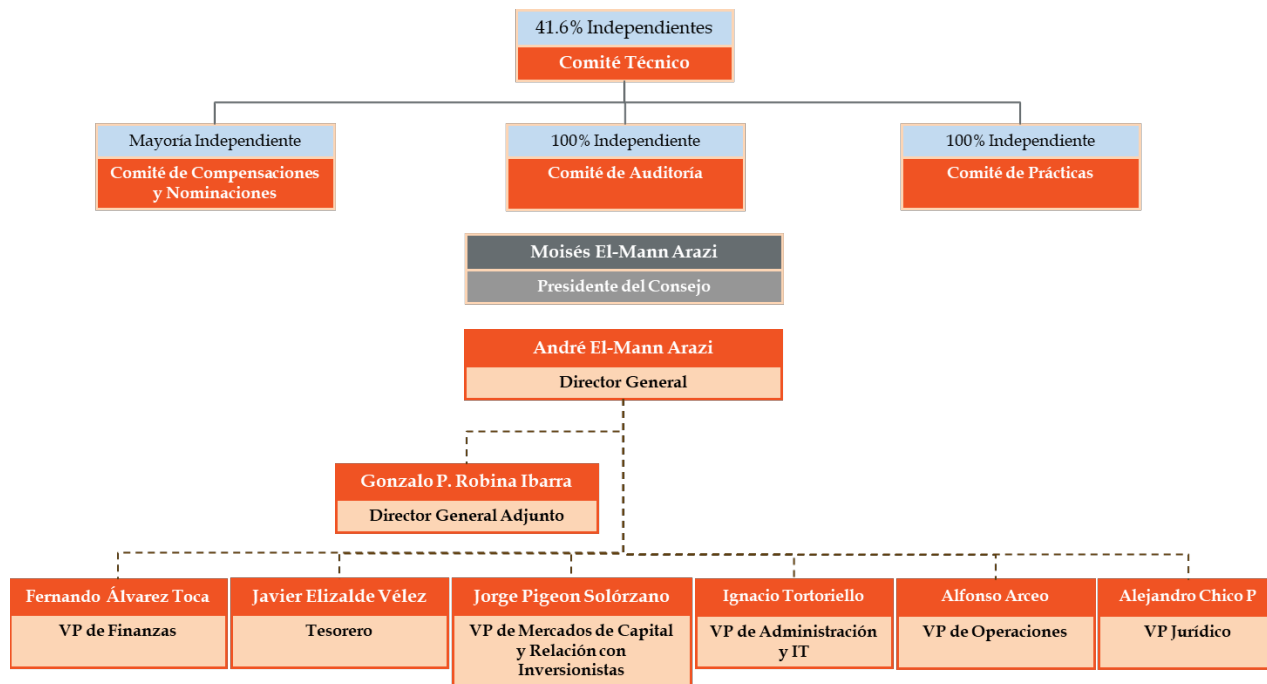 41.6% Independientes
Comité Técnico
Mayoría Independiente
Comité de Compensaciones
y Nominaciones
100% Independiente
Comité de Auditoría
100% Independiente
Comité de Prácticas
Moisés El-Mann Arazi
Presidente del Consejo
André El-Mann Arazi
Director General
Gonzalo P. Robina Ibarra
Director General Adjunto
Fernando Álvarez Toca
VP de Finanzas
Javier Elizalde Vélez
Tesorero
Jorge Pigeon Solórzano
VP de Mercados de Capital
y Relación con
Inversionistas
Ignacio Tortoriello
VP de Administración
y IT
Alfonso Arceo
VP de Operaciones
Alejandro Chico P
VP Jurídico